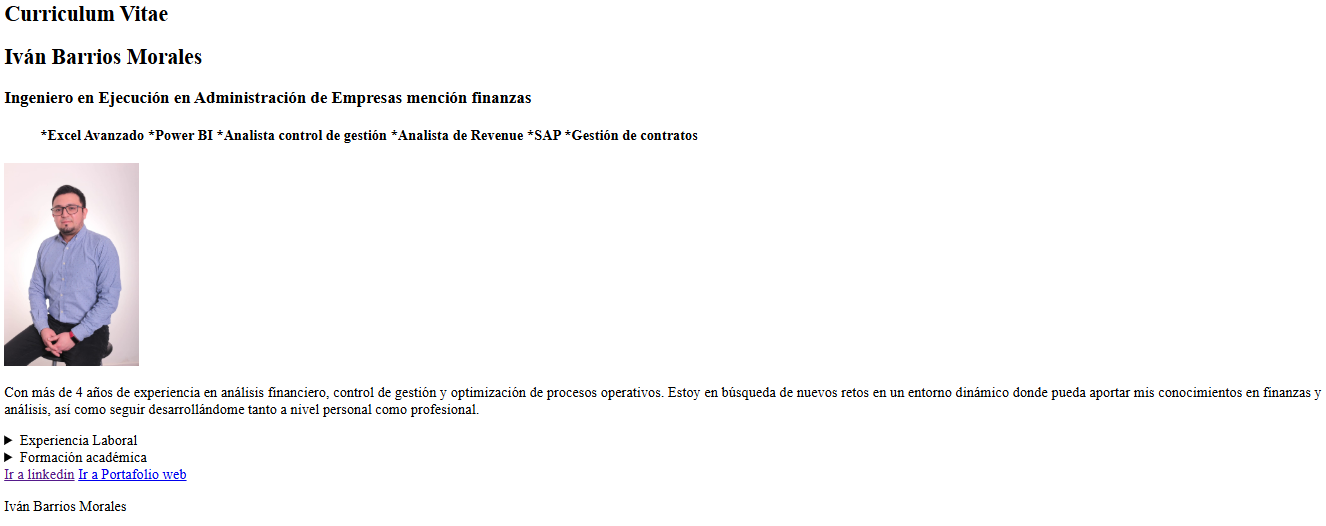 Curriculum Vitae
Iván Barrios Morales
Ingeniero en Ejecución en Administración de Empresas mención finanzas
*Excel Avanzado *Power BI *Analista control de gestión *Analista de Revenue *SAP *Gestión de contratos
Con más de 4 años de experiencia en análisis financiero, control de gestión y optimización de procesos operativos. Estoy en búsqueda de nuevos retos en un entorno dinámico donde pueda aportar mis conocimientos en finanzas y
análisis, así como seguir desarrollándome tanto a nivel personal como profesional.
Experiencia Laboral
Formación académica
Ir a linkedin Ir a Portafolio web
Iván Barrios Morales